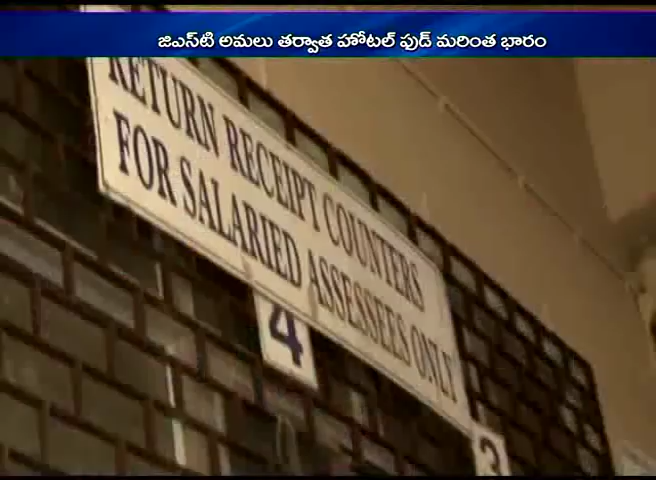 జిఎస్‌టి అమలు తర్వాత హోటల్ ఫుడ్ మరింత భారం
RETURN RECEIPT COUNTERS
FOR SALARIED ASSESSEES ONLY
4
3